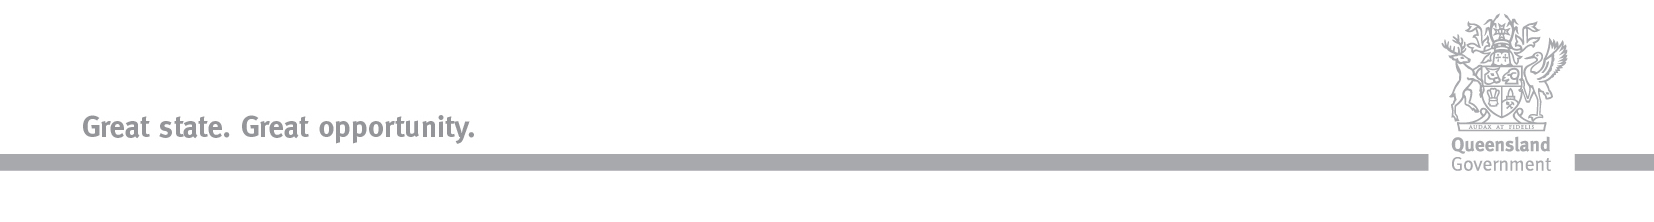 Great state. Great opportunity.
AUDAX AT FIDELIS
Queensland
Government